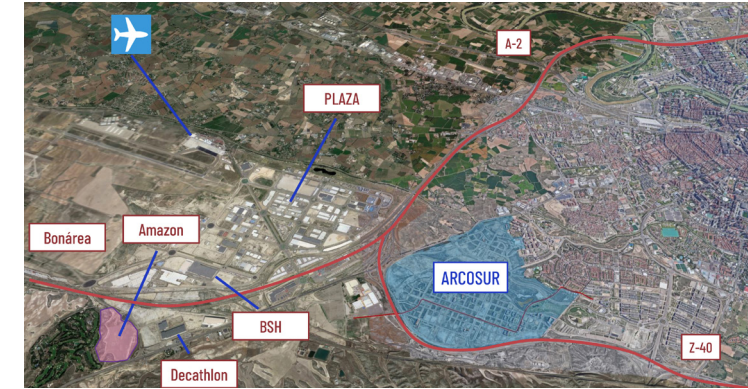 A-2
PLAZA
Bonárea
Amazon
ARCOSUR
BSH
Z-40
Decathlon